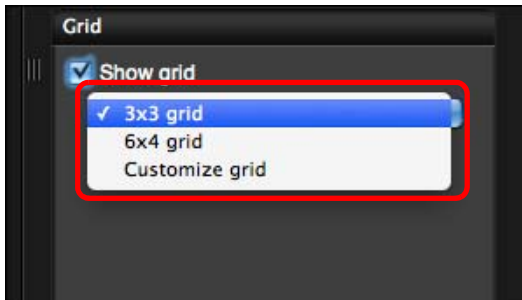 Grid
Show grid
✓ 3x3 grid
6x4 grid
Customize grid